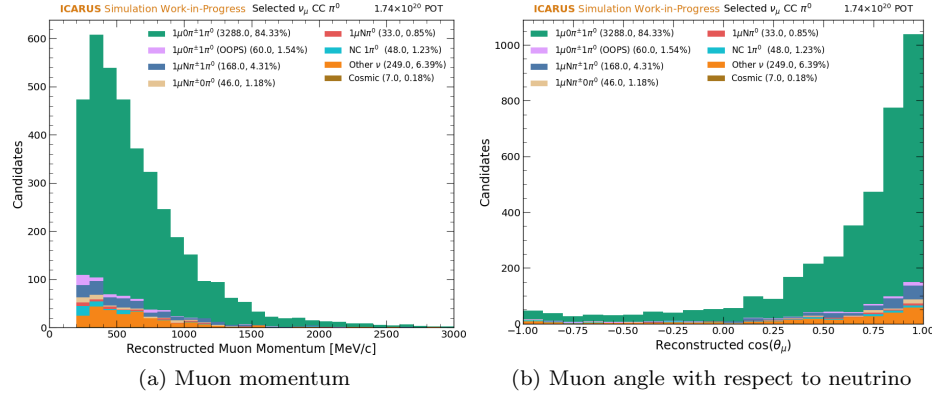 ICARUS Simulation Work-in-Progress Selected νμ CC π⁰ 1.74×10²⁰ POT
1μ0π±1π⁰ (3288.0, 84.33%)
1μ0π±1π⁰ (OOPS) (60.0, 1.54%)
1μNπ±1π⁰ (168.0, 4.31%)
1μNπ±0π⁰ (46.0, 1.18%)
1μNπ⁰ (33.0, 0.85%)
NC 1π⁰ (48.0, 1.23%)
Other ν (249.0, 6.39%)
Cosmic (7.0, 0.18%)
Candidates
600
500
400
300
200
100
0
0 500 1000 1500 2000 2500 3000
Reconstructed Muon Momentum [MeV/c]
(a) Muon momentum
ICARUS Simulation Work-in-Progress Selected νμ CC π⁰ 1.74×10²⁰ POT
1μ0π±1π⁰ (3288.0, 84.33%)
1μ0π±1π⁰ (OOPS) (60.0, 1.54%)
1μNπ±1π⁰ (168.0, 4.31%)
1μNπ±0π⁰ (46.0, 1.18%)
1μNπ⁰ (33.0, 0.85%)
NC 1π⁰ (48.0, 1.23%)
Other ν (249.0, 6.39%)
Cosmic (7.0, 0.18%)
Candidates
1000
800
600
400
200
0
−1.00 −0.75 −0.50 −0.25 0.00 0.25 0.50 0.75 1.00
Reconstructed cos(θμ)
(b) Muon angle with respect to neutrino